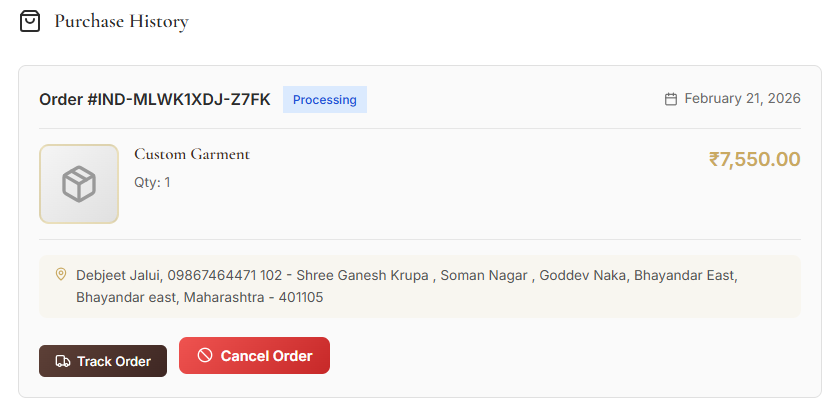 Purchase History
Order #IND-MLWK1XDJ-Z7FK Processing February 21, 2026
Custom Garment ₹7,550.00
Qty: 1
Debjeet Jalui, 09867464471 102 - Shree Ganesh Krupa , Soman Nagar , Goddev Naka, Bhayandar East,
Bhayandar east, Maharashtra - 401105
Track Order Cancel Order